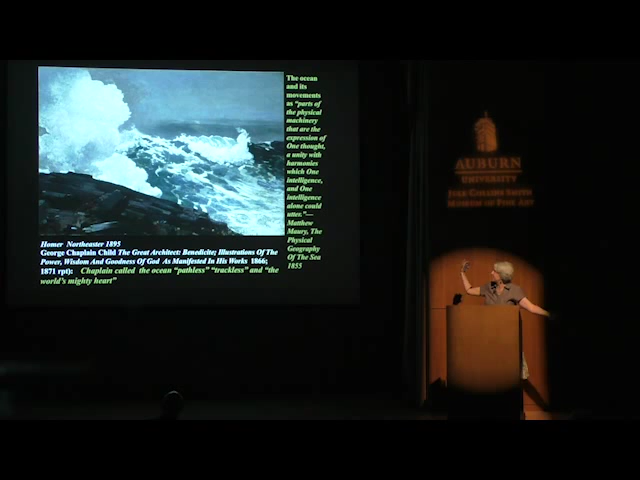 The ocean
and its
movements
as "parts of
the physical
machinery
that are the
expression of
One thought,
a unity with
harmonies
which One
intelligence,
and One
intelligence
alone could
utter."—
Matthew
Maury, The
Physical
Geography
Of The Sea
1855
Homer Northeaster 1895
George Chaplain Child The Great Architect: Benedicite; Illustrations Of The
Power, Wisdom And Goodness Of God As Manifested In His Works 1866;
1871 rpt): Chaplain called the ocean "pathless" "trackless" and "the
world's mighty heart"
AUBURN
UNIVERSITY
JULE COLLINS SMITH
MUSEUM OF FINE ART